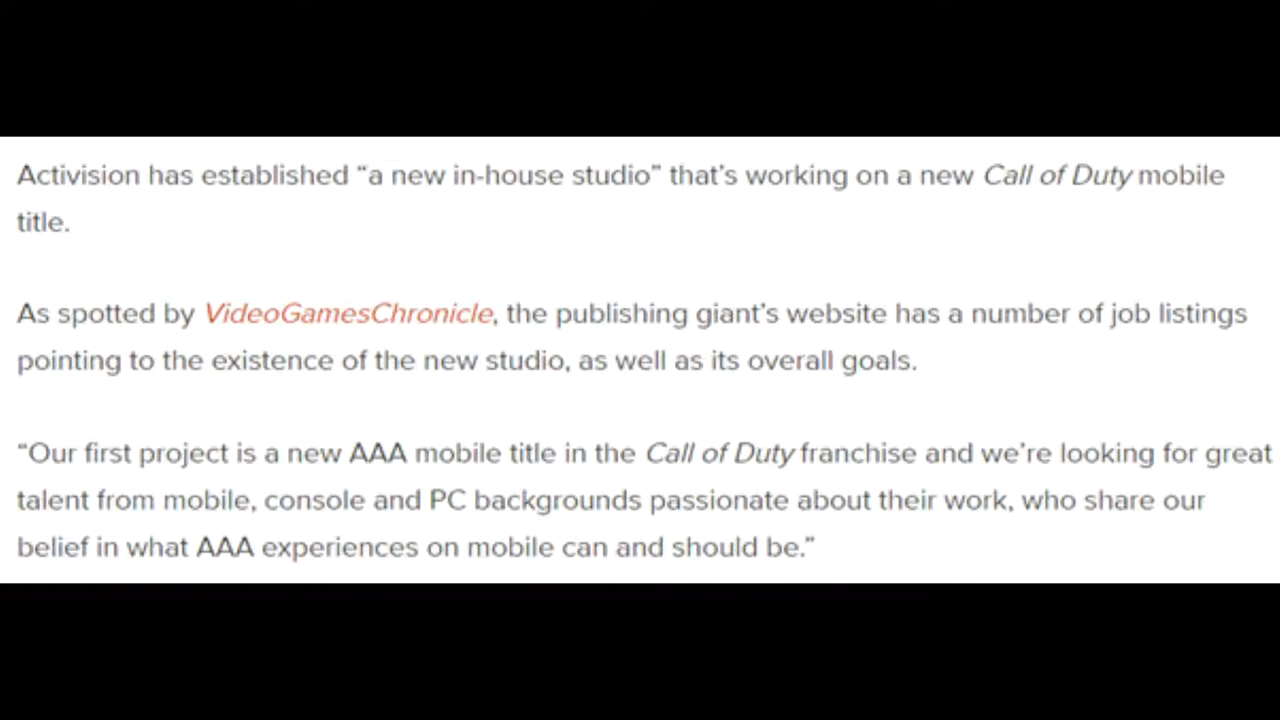 Activision has established “a new in-house studio” that’s working on a new Call of Duty mobile
title.
As spotted by VideoGamesChronicle, the publishing giant’s website has a number of job listings
pointing to the existence of the new studio, as well as its overall goals.
“Our first project is a new AAA mobile title in the Call of Duty franchise and we’re looking for great
talent from mobile, console and PC backgrounds passionate about their work, who share our
belief in what AAA experiences on mobile can and should be.”